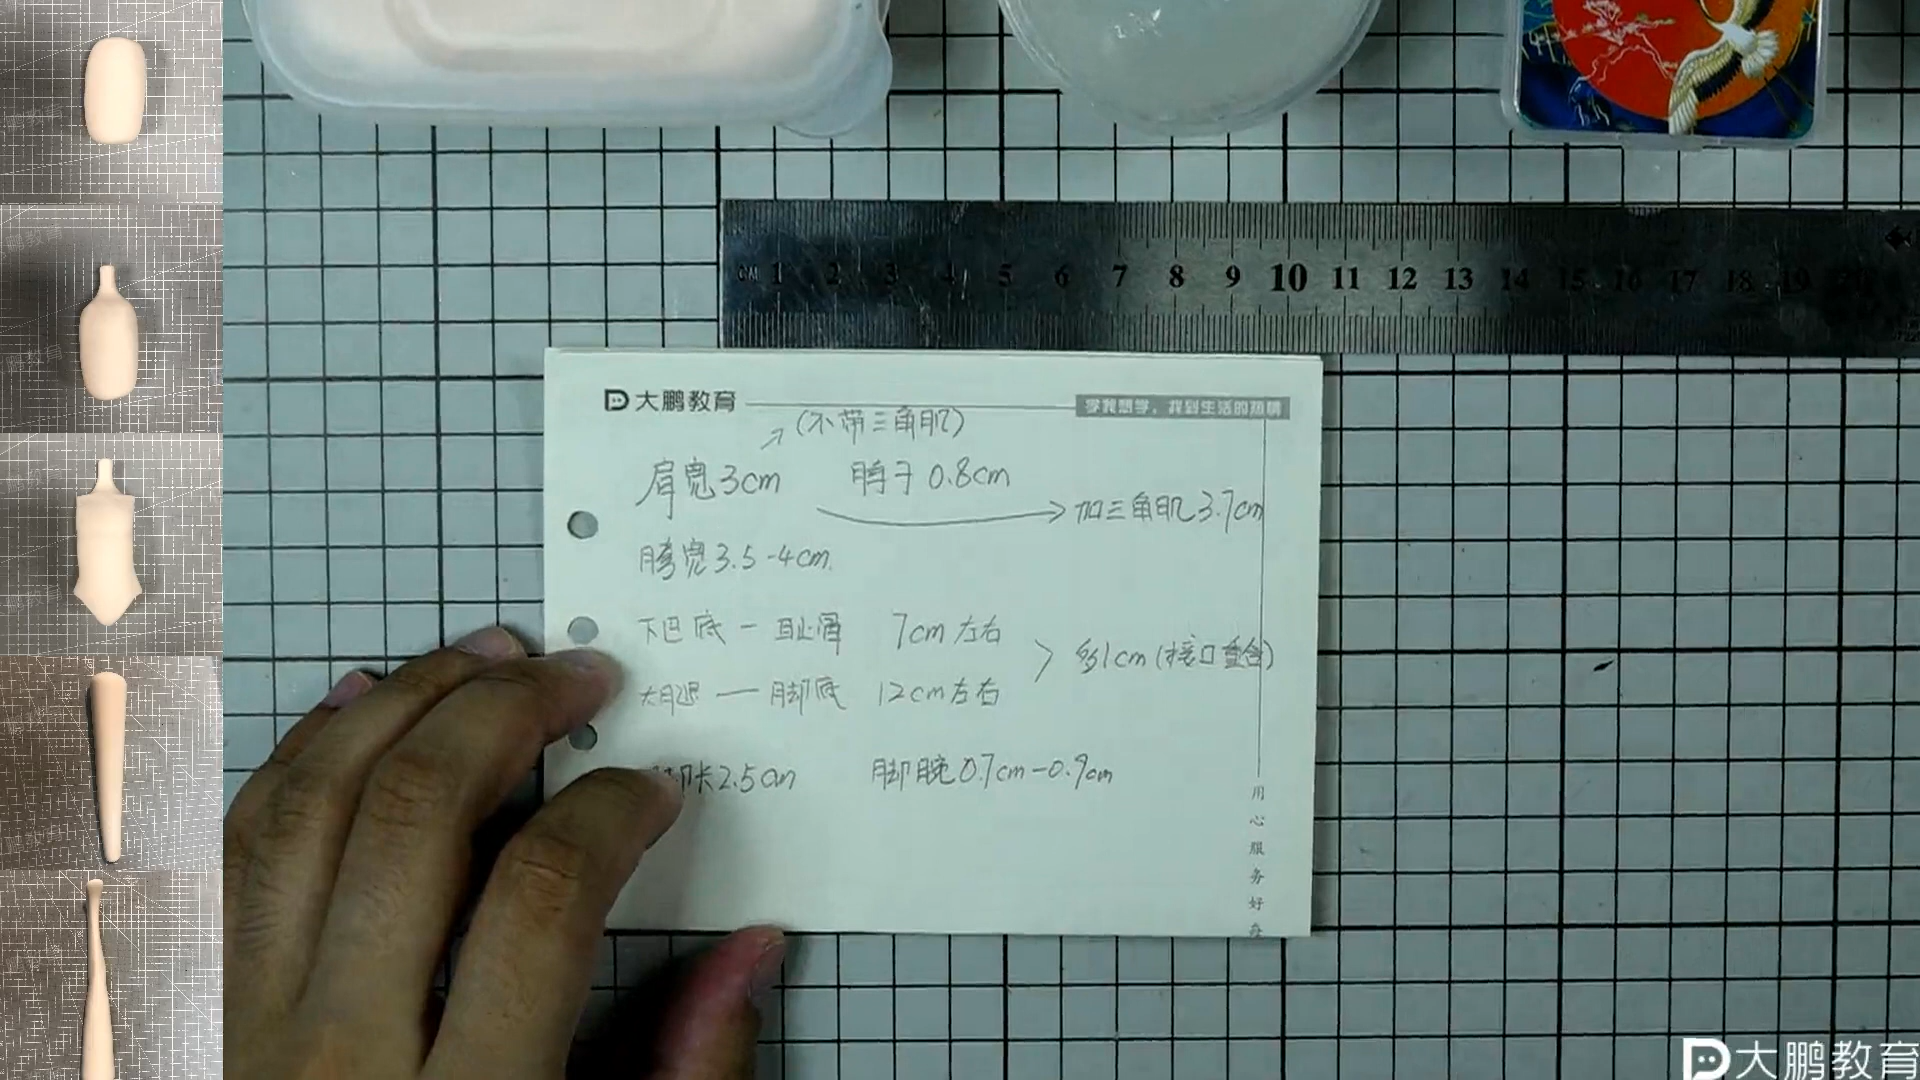 大鹏教育
学我想学,找到生活的热情
(不带三角肌)
肩宽3cm 脖子0.8cm
加三角肌3.7cm
胯宽3.5-4cm
下巴底 - 耻骨 7cm左右
多1cm(接口重合)
大腿 — 脚底 12cm左右
脚长2.5cm 脚腕0.7cm-0.9cm
用心服务好每
CM 1 2 3 4 5 6 7 8 9 10 11 12 13 14 15 16 17 18 19
大鹏教育